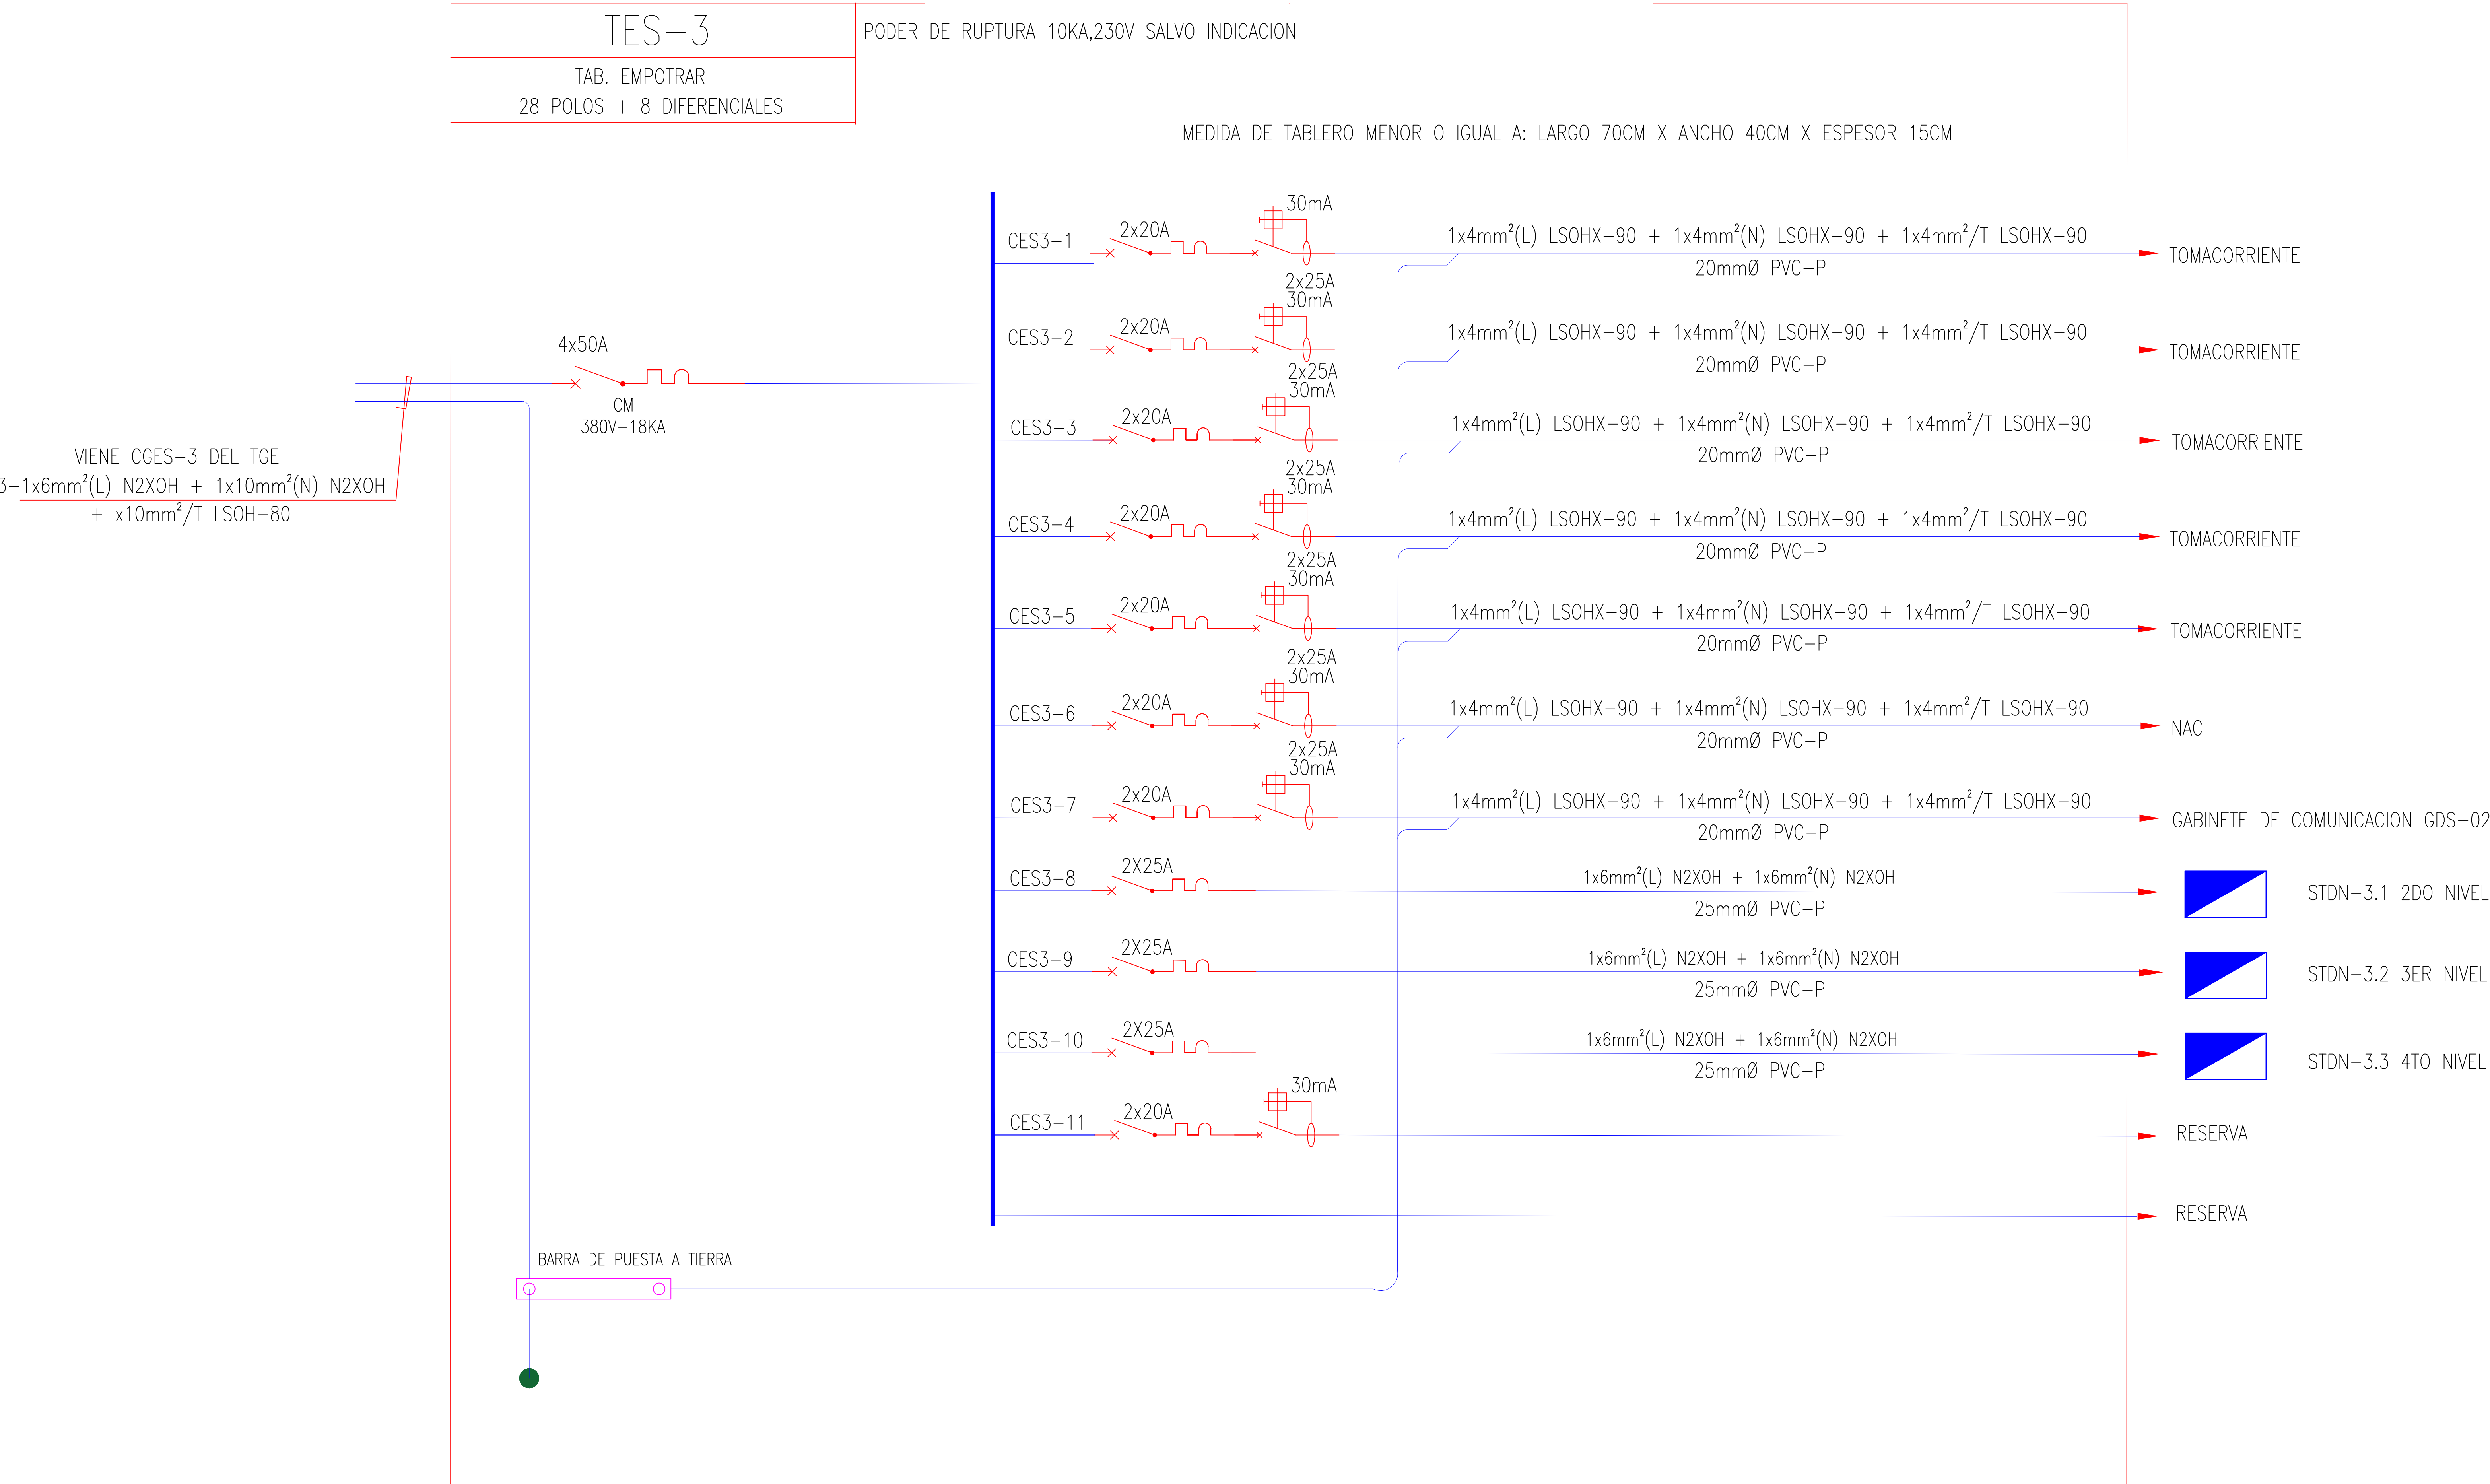 TES-3
TAB. EMPOTRAR
28 POLOS + 8 DIFERENCIALES
PODER DE RUPTURA 10KA,230V SALVO INDICACION
MEDIDA DE TABLERO MENOR O IGUAL A: LARGO 70CM X ANCHO 40CM X ESPESOR 15CM
VIENE CGES-3 DEL TGE
3-1x6mm²(L) N2XOH + 1x10mm²(N) N2XOH
+ x10mm²/T LSOH-80
4x50A
CM
380V-18KA
CES3-1
2x20A
30mA
2x25A
1x4mm²(L) LSOHX-90 + 1x4mm²(N) LSOHX-90 + 1x4mm²/T LSOHX-90
20mmØ PVC-P
TOMACORRIENTE
CES3-2
2x20A
30mA
2x25A
1x4mm²(L) LSOHX-90 + 1x4mm²(N) LSOHX-90 + 1x4mm²/T LSOHX-90
20mmØ PVC-P
TOMACORRIENTE
CES3-3
2x20A
30mA
2x25A
1x4mm²(L) LSOHX-90 + 1x4mm²(N) LSOHX-90 + 1x4mm²/T LSOHX-90
20mmØ PVC-P
TOMACORRIENTE
CES3-4
2x20A
30mA
2x25A
1x4mm²(L) LSOHX-90 + 1x4mm²(N) LSOHX-90 + 1x4mm²/T LSOHX-90
20mmØ PVC-P
TOMACORRIENTE
CES3-5
2x20A
30mA
2x25A
1x4mm²(L) LSOHX-90 + 1x4mm²(N) LSOHX-90 + 1x4mm²/T LSOHX-90
20mmØ PVC-P
TOMACORRIENTE
CES3-6
2x20A
30mA
2x25A
1x4mm²(L) LSOHX-90 + 1x4mm²(N) LSOHX-90 + 1x4mm²/T LSOHX-90
20mmØ PVC-P
NAC
CES3-7
2x20A
30mA
1x4mm²(L) LSOHX-90 + 1x4mm²(N) LSOHX-90 + 1x4mm²/T LSOHX-90
20mmØ PVC-P
GABINETE DE COMUNICACION GDS-02
CES3-8
2X25A
1x6mm²(L) N2XOH + 1x6mm²(N) N2XOH
25mmØ PVC-P
STDN-3.1 2DO NIVEL
CES3-9
2X25A
1x6mm²(L) N2XOH + 1x6mm²(N) N2XOH
25mmØ PVC-P
STDN-3.2 3ER NIVEL
CES3-10
2X25A
1x6mm²(L) N2XOH + 1x6mm²(N) N2XOH
25mmØ PVC-P
STDN-3.3 4TO NIVEL
CES3-11
2x20A
30mA
RESERVA
RESERVA
BARRA DE PUESTA A TIERRA